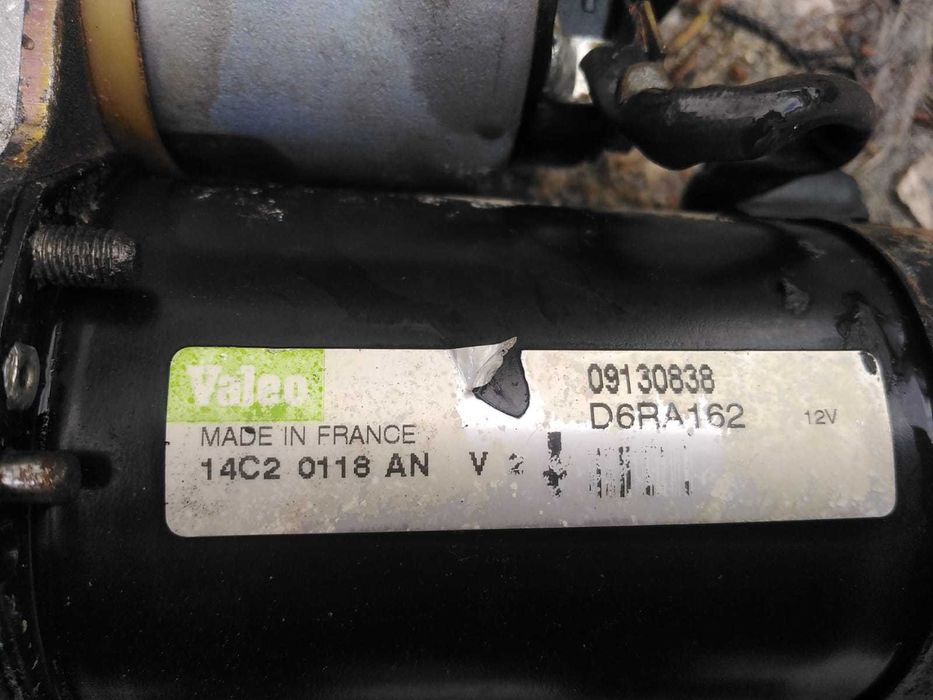 Valeo
MADE IN FRANCE
14C2 0118 AN V 2
09130838
D6RA162 12V